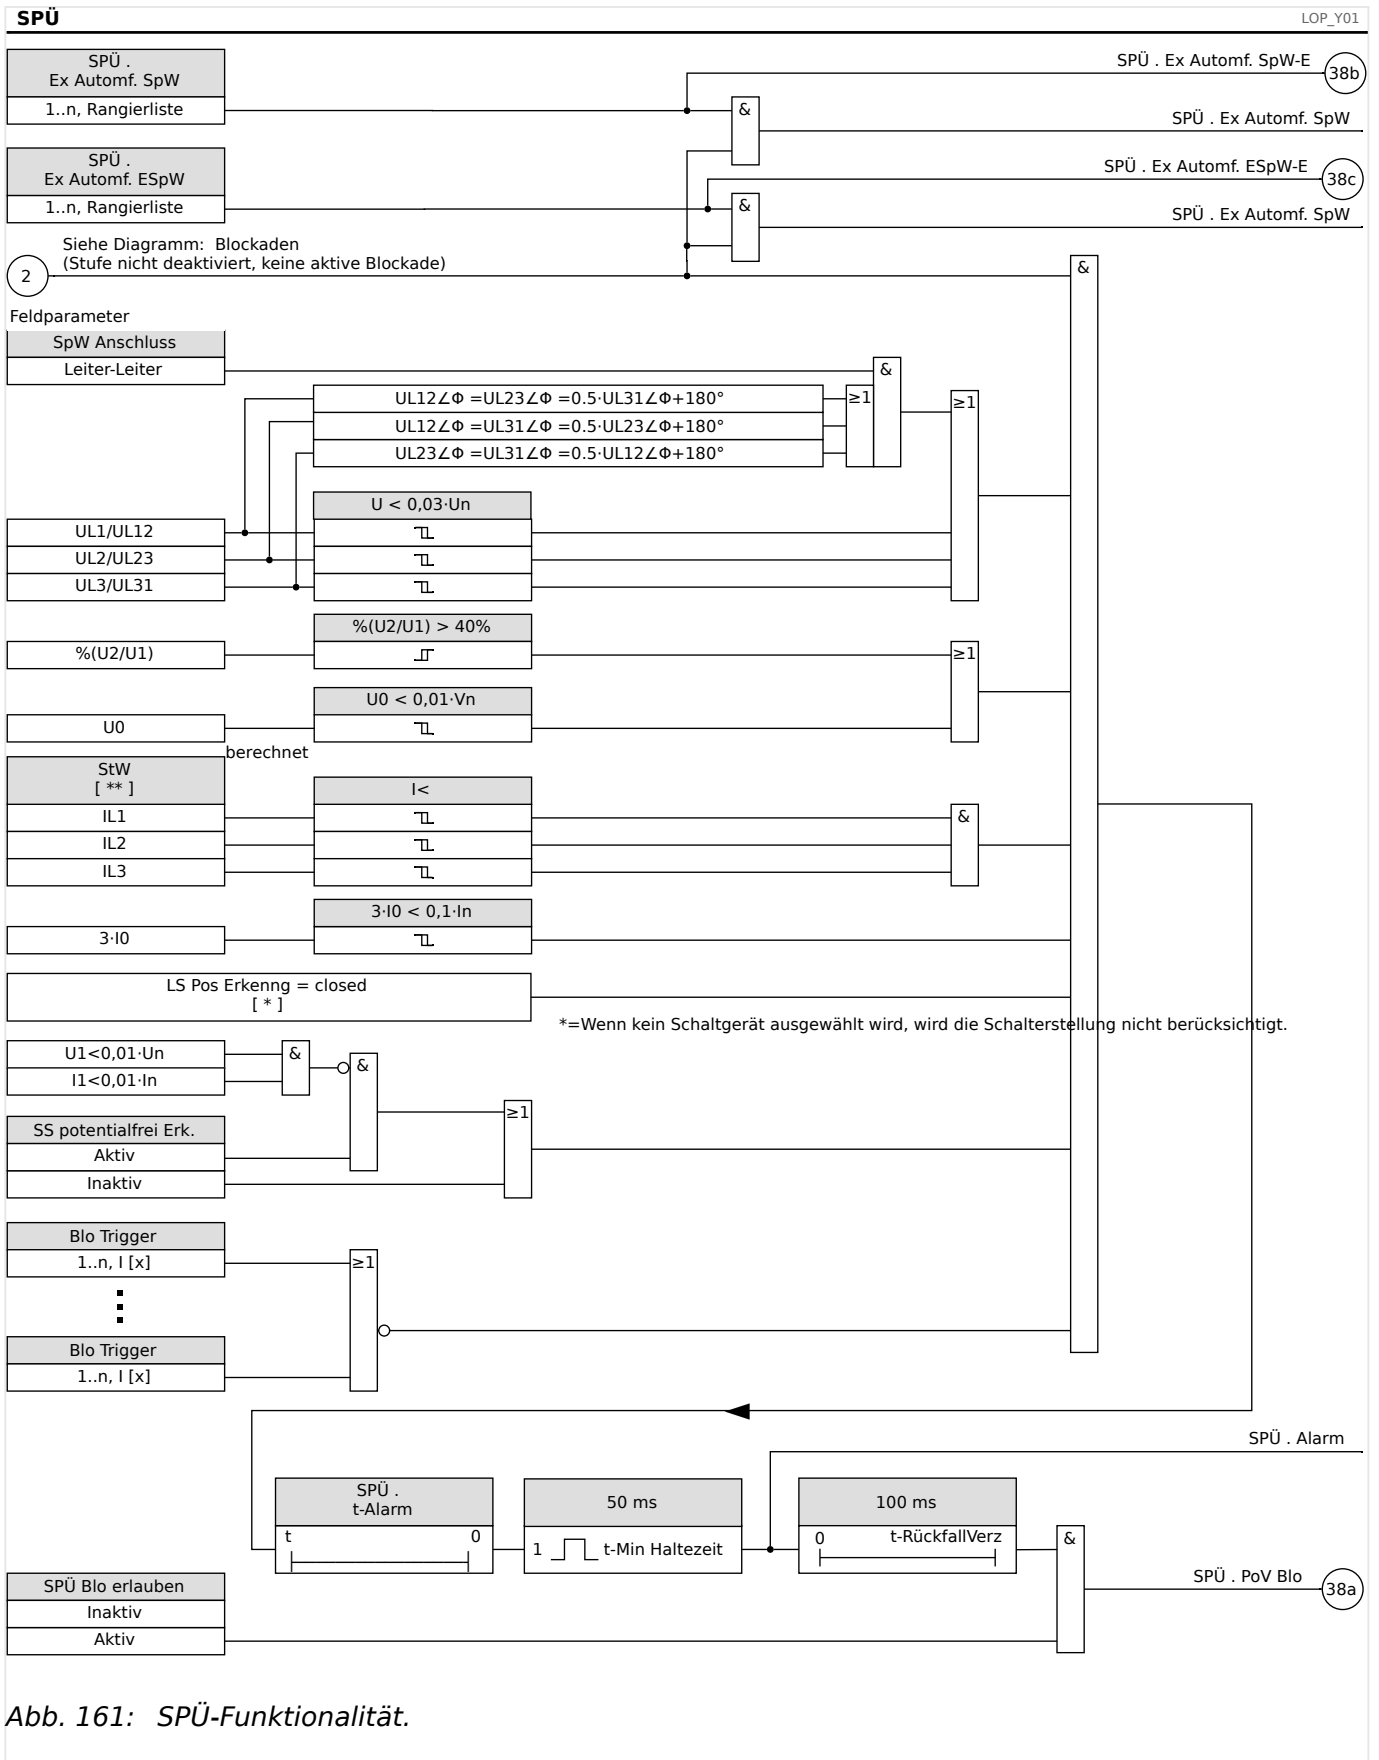 SPÜ
LOP_Y01
SPÜ .
Ex Automf. SpW
1..n, Rangierliste
SPÜ . Ex Automf. SpW-E
38b
&
SPÜ . Ex Automf. SpW
SPÜ .
Ex Automf. ESpW
1..n, Rangierliste
SPÜ . Ex Automf. ESpW-E
38c
&
SPÜ . Ex Automf. SpW
Siehe Diagramm: Blockaden
(Stufe nicht deaktiviert, keine aktive Blockade)
2
&
Feldparameter
SpW Anschluss
Leiter-Leiter
&
UL12∠Φ =UL23∠Φ =0.5·UL31∠Φ+180°
UL12∠Φ =UL31∠Φ =0.5·UL23∠Φ+180°
UL23∠Φ =UL31∠Φ =0.5·UL12∠Φ+180°
≥1
≥1
U < 0,03·Un
UL1/UL12
UL2/UL23
UL3/UL31
%(U2/U1) > 40%
%(U2/U1)
≥1
U0 < 0,01·Vn
U0
berechnet
StW
[ ** ]
I<
IL1
IL2
IL3
&
3·I0 < 0,1·In
3·I0
LS Pos Erkenng = closed
[ * ]
*=Wenn kein Schaltgerät ausgewählt wird, wird die Schalterstellung nicht berücksichtigt.
U1<0,01·Un
I1<0,01·In
&
&
≥1
SS potentialfrei Erk.
Aktiv
Inaktiv
Blo Trigger
1..n, I [x]
≥1
Blo Trigger
1..n, I [x]
SPÜ . Alarm
SPÜ .
t-Alarm
t
0
50 ms
1
t-Min Haltezeit
100 ms
0
t-RückfallVerz
&
SPÜ . PoV Blo
38a
SPÜ Blo erlauben
Inaktiv
Aktiv
Abb. 161: SPÜ-Funktionalität.